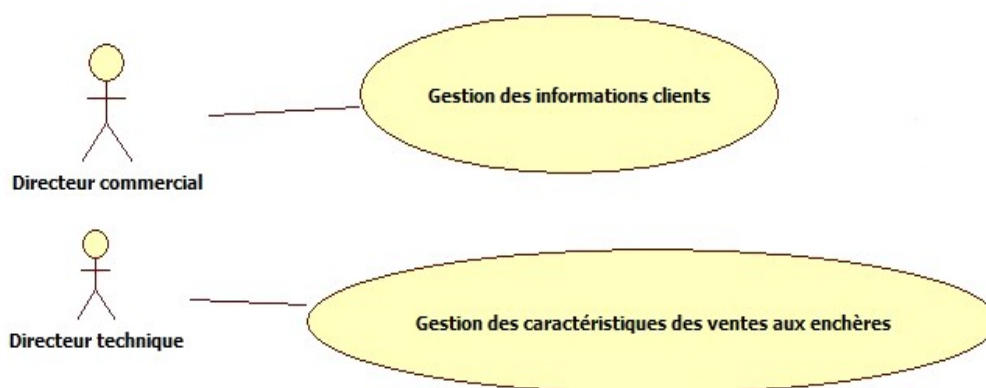 Gestion des informations clients
Directeur commercial
Gestion des caractéristiques des ventes aux enchères
Directeur technique